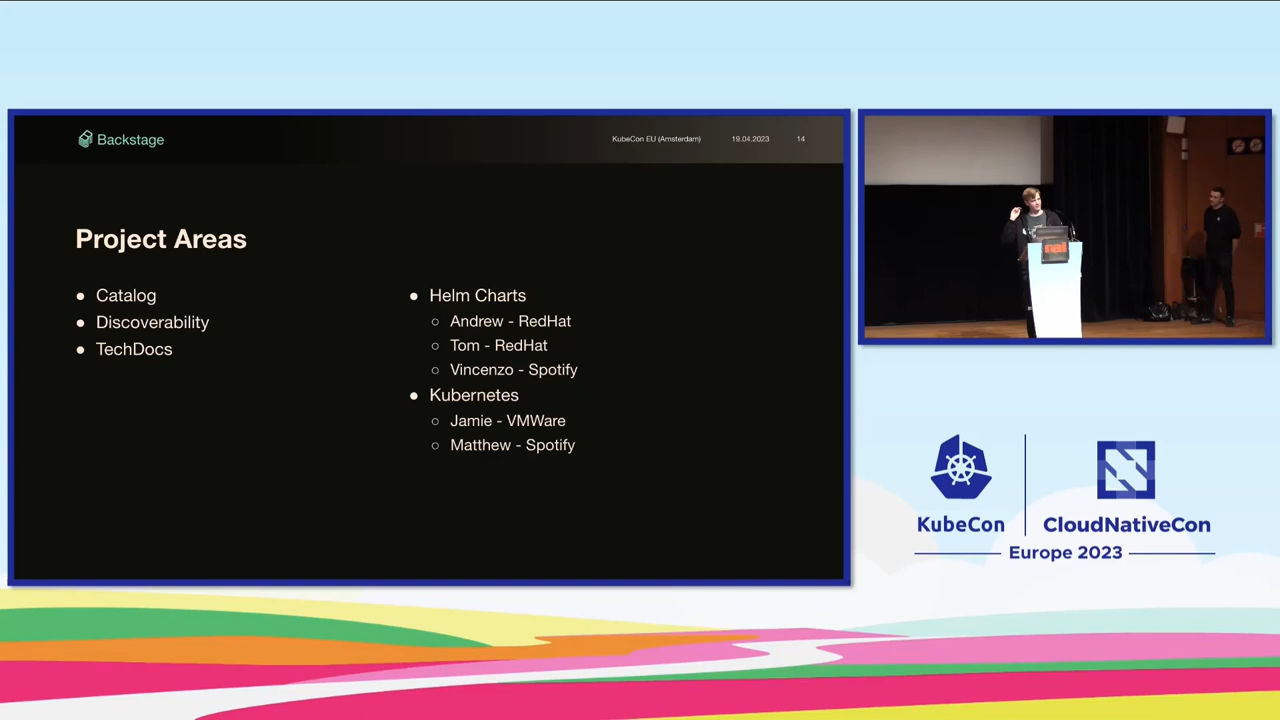 Backstage
KubeCon EU (Amsterdam) 19.04.2023 14
Project Areas
Catalog
Discoverability
TechDocs
Helm Charts
Andrew - RedHat
Tom - RedHat
Vincenzo - Spotify
Kubernetes
Jamie - VMWare
Matthew - Spotify
KubeCon
CloudNativeCon
Europe 2023